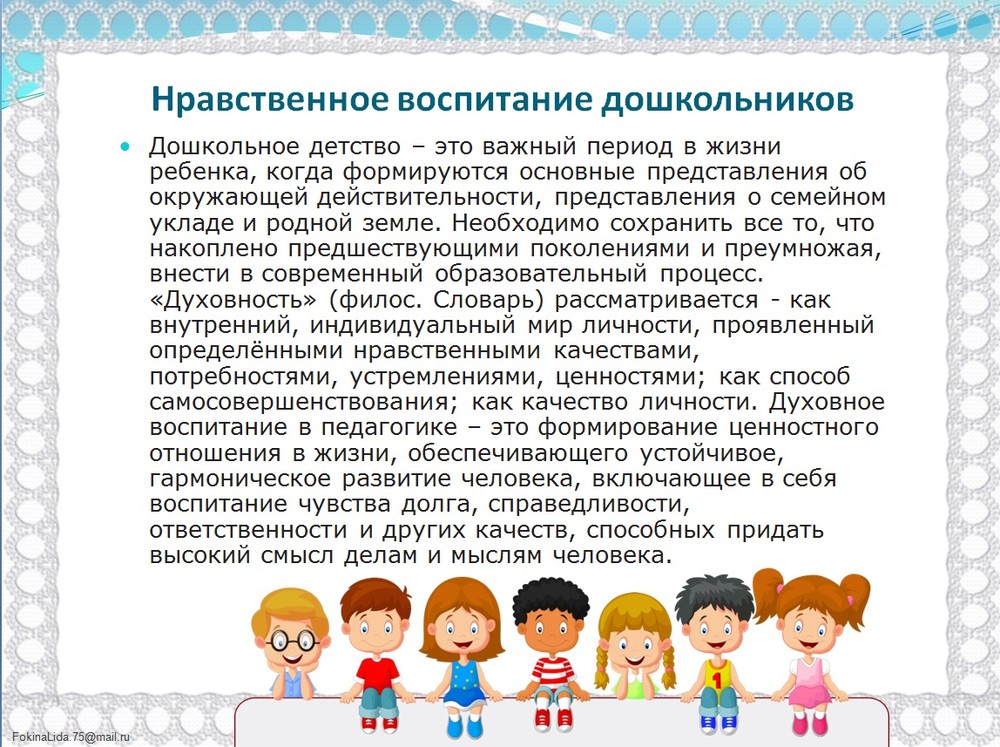 Нравственное воспитание дошкольников
• Дошкольное детство – это важный период в жизни
ребенка, когда формируются основные представления об
окружающей действительности, представления о семейном
укладе и родной земле. Необходимо сохранить все то, что
накоплено предшествующими поколениями и преумножая,
внести в современный образовательный процесс.
«Духовность» (филос. Словарь) рассматривается - как
внутренний, индивидуальный мир личности, проявленный
определёнными нравственными качествами,
потребностями, устремлениями, ценностями; как способ
самосовершенствования; как качество личности. Духовное
воспитание в педагогике – это формирование ценностного
отношения в жизни, обеспечивающего устойчивое,
гармоническое развитие человека, включающее в себя
воспитание чувства долга, справедливости,
ответственности и других качеств, способных придать
высокий смысл делам и мыслям человека.
1
FokinaLida.75@mail.ru